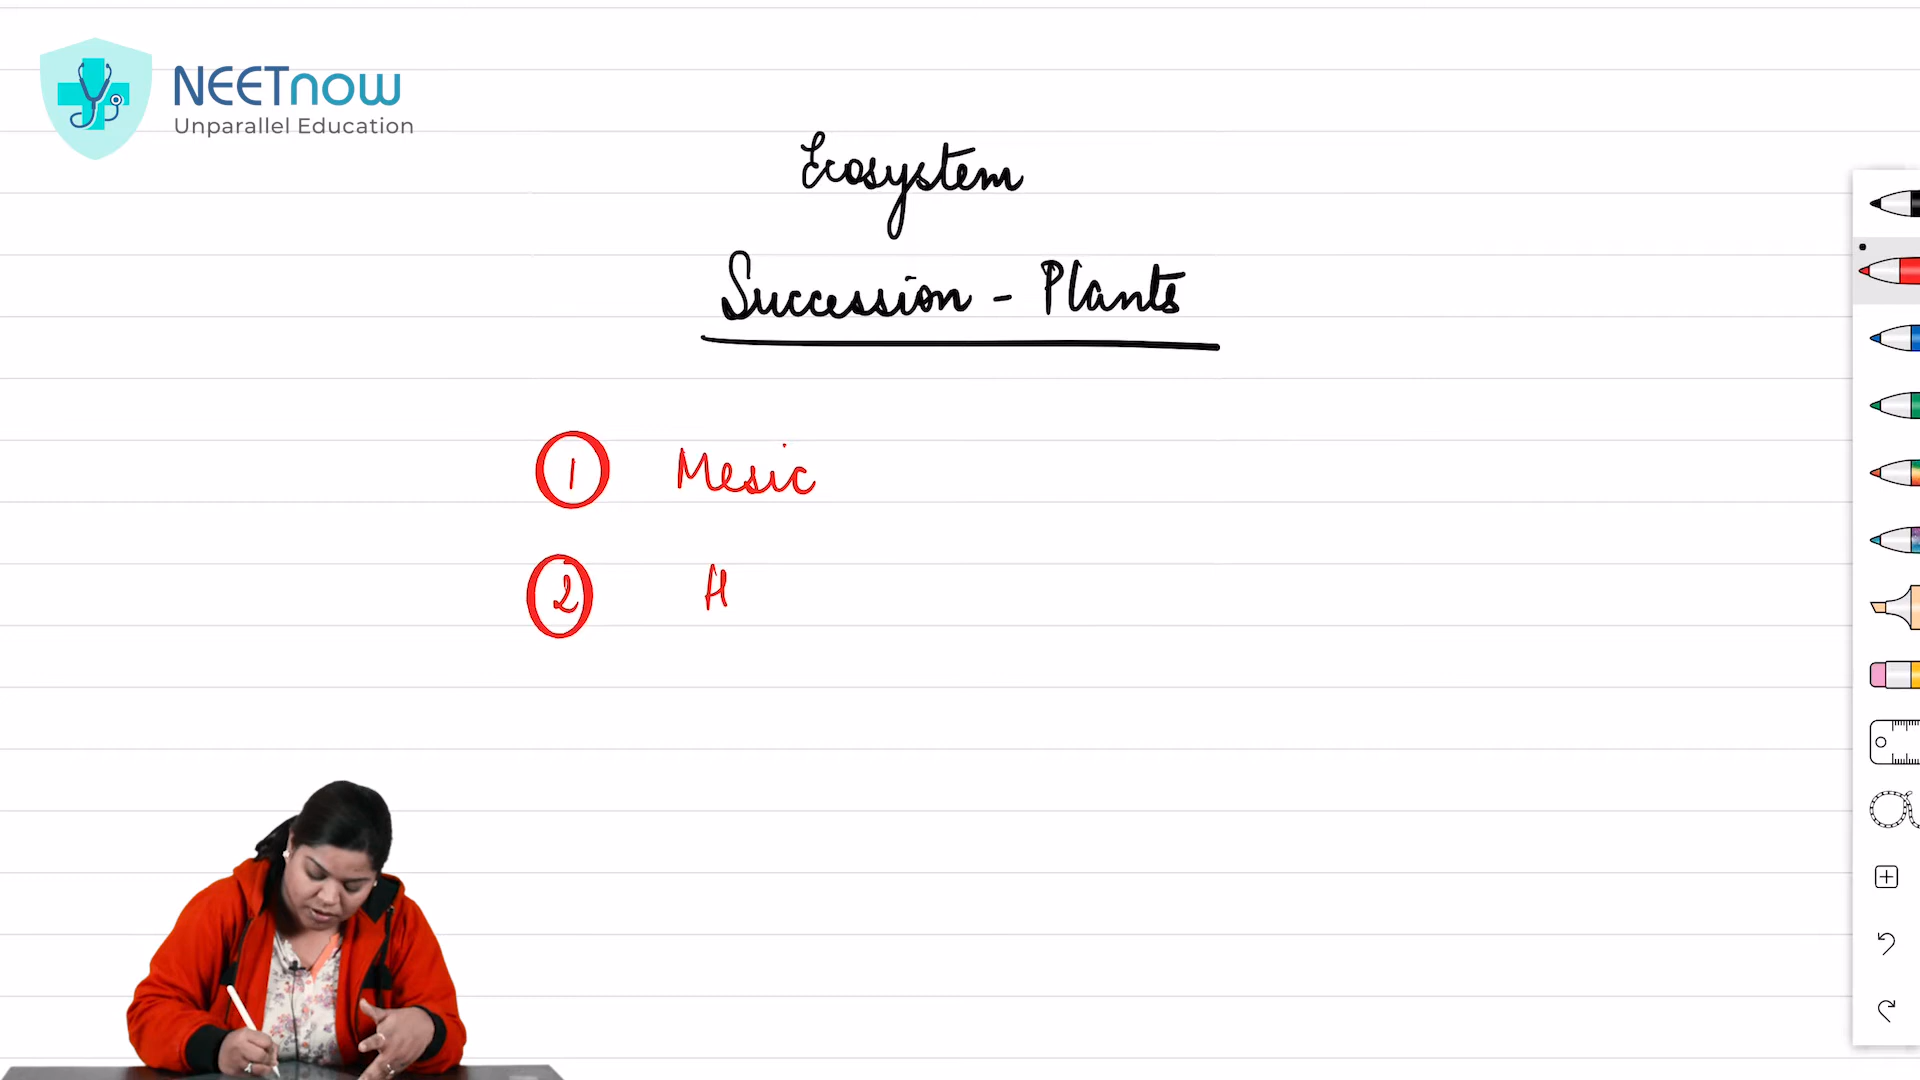 NEETnow
Unparallel Education
Ecosystem
Succession - Plants
1 Mesic
2 H